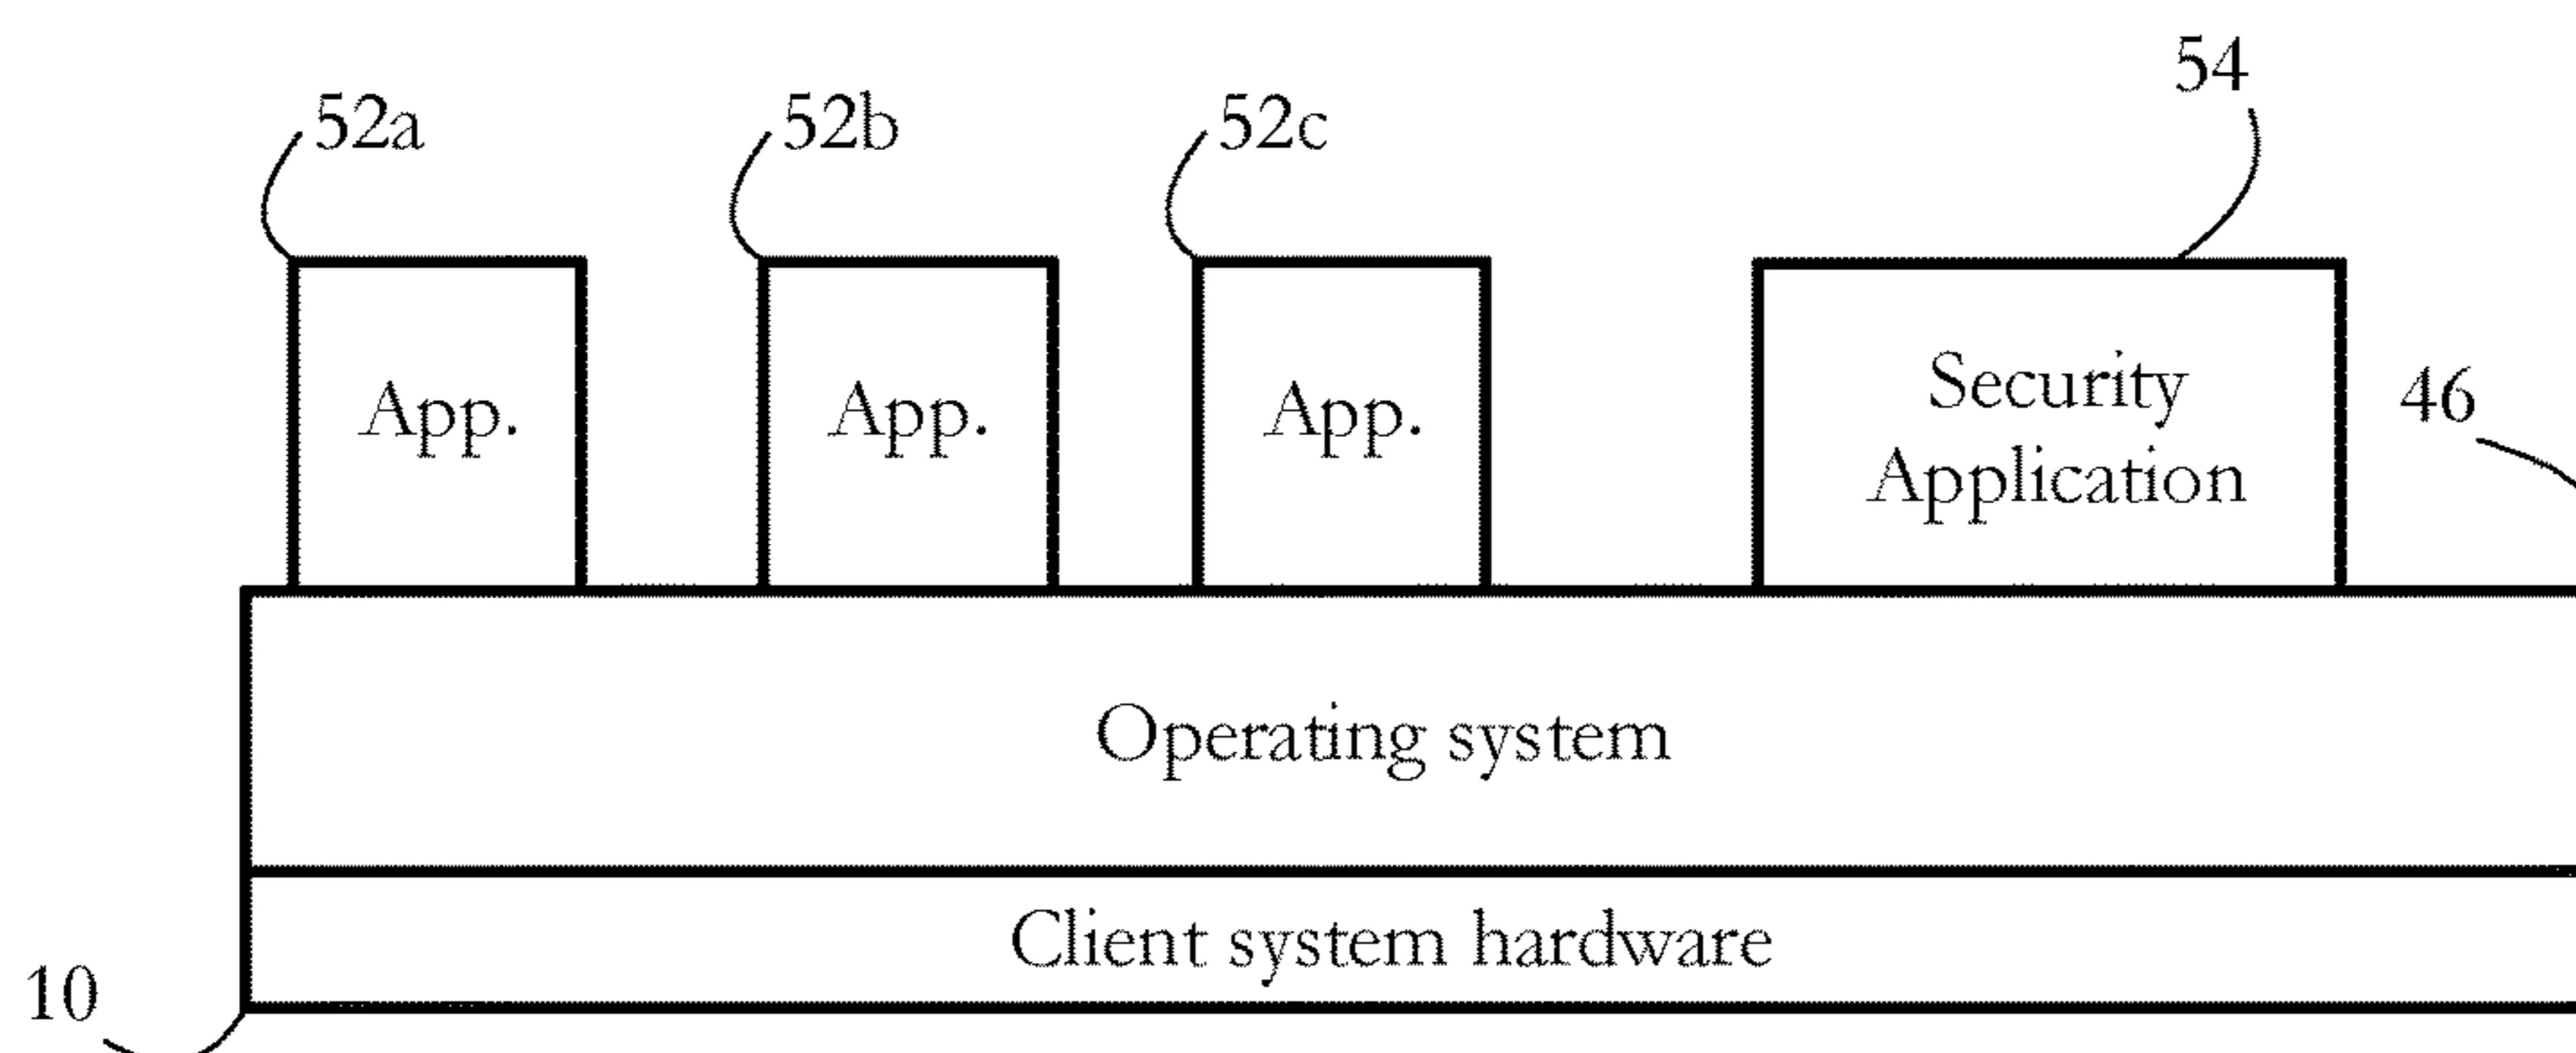 54
52a
52b
52c
App.
App.
App.
Security
Application
46
Operating system
Client system hardware
10